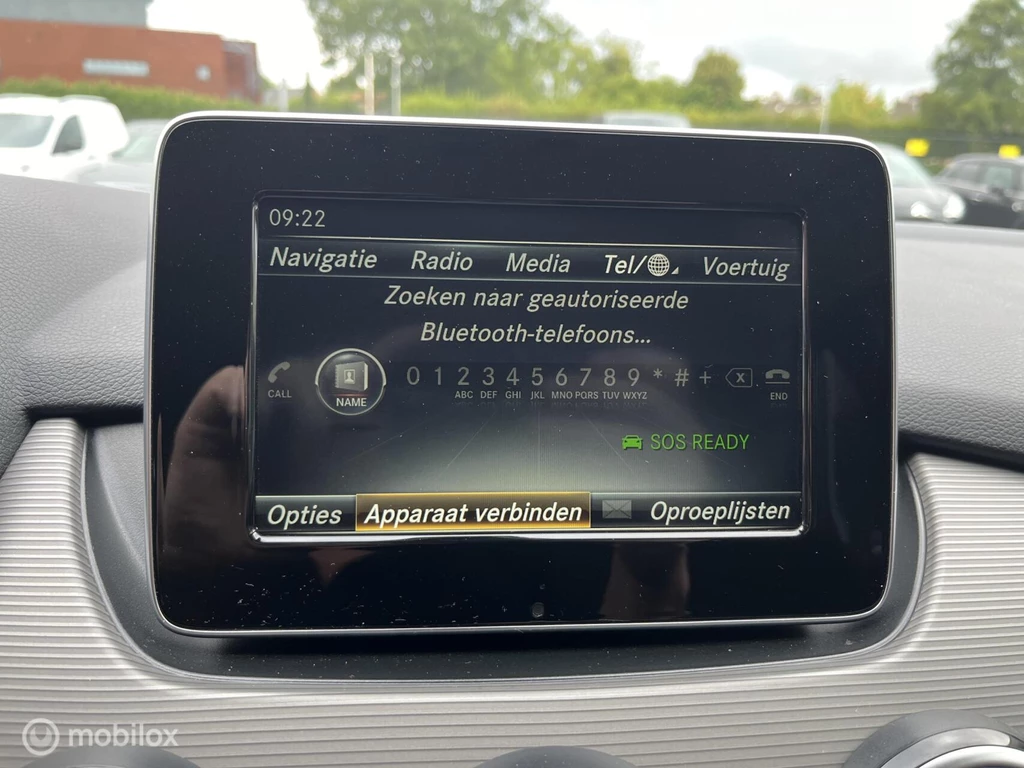 09:22
Navigatie Radio Media Tel/ Voertuig
Zoeken naar geautoriseerde
Bluetooth-telefoons...
CALL NAME 0 1 2 3 4 5 6 7 8 9 * # + X END
ABC DEF GHI JKL MNO PQRS TUV WXYZ
SOS READY
Opties Apparaat verbinden Oproeplijsten
mobilox